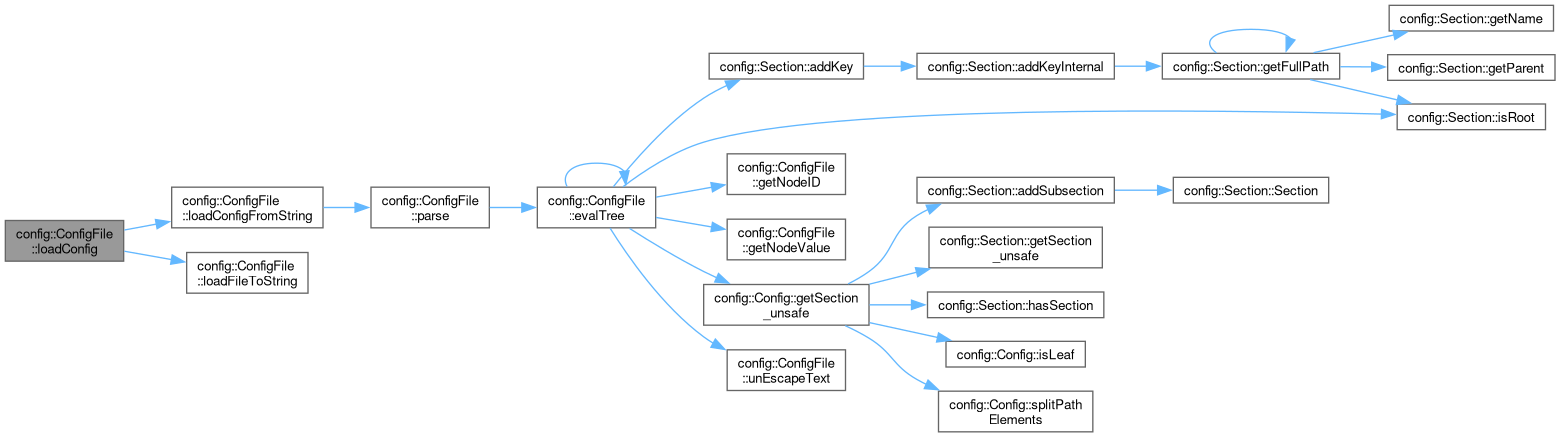 config::ConfigFile
::loadConfig
config::ConfigFile
::loadConfigFromString
config::ConfigFile
::loadFileToString
config::ConfigFile
::parse
config::ConfigFile
::evalTree
config::Section::addKey
config::ConfigFile
::getNodeID
config::ConfigFile
::getNodeValue
config::Config::getSection
_unsafe
config::ConfigFile
::unEscapeText
config::Section::addKeyInternal
config::Section::addSubsection
config::Section::getSection
_unsafe
config::Section::hasSection
config::Config::isLeaf
config::Config::splitPath
Elements
config::Section::getFullPath
config::Section::Section
config::Section::getName
config::Section::getParent
config::Section::isRoot